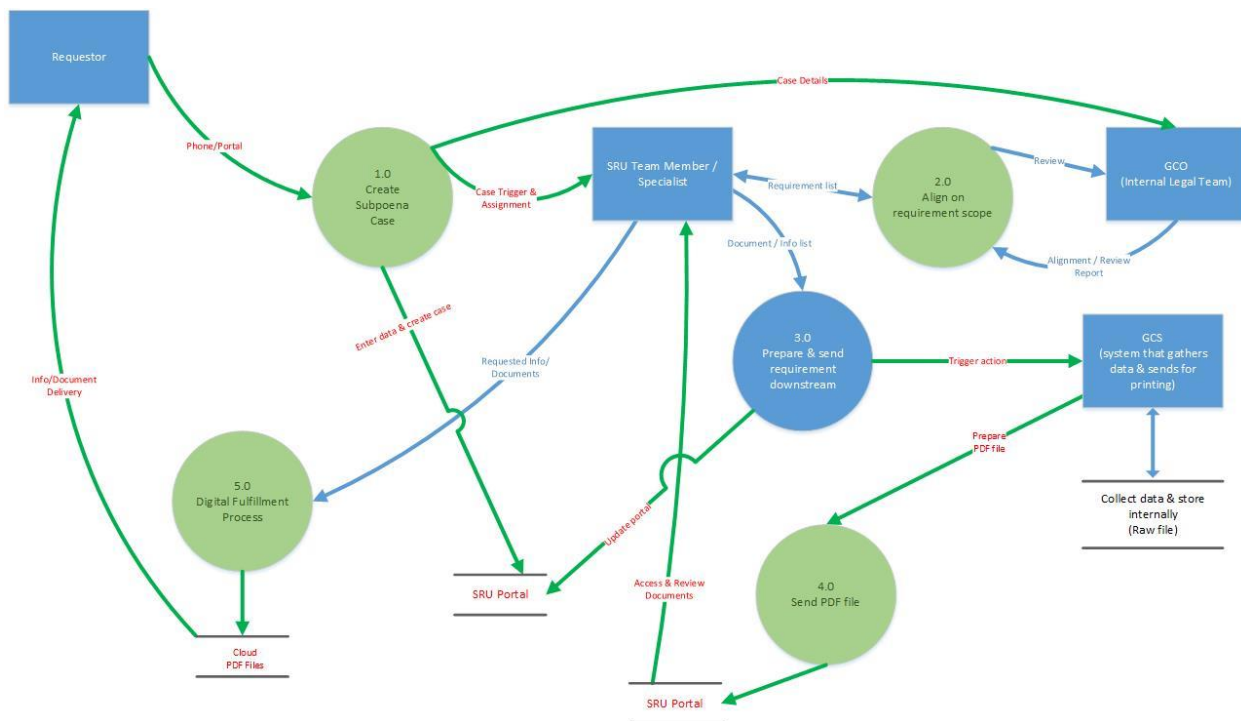 Requestor
Case Details
Phone/Portal
1.0
Create
Subpoena
Case
Case Trigger &
Assignment
SRU Team Member /
Specialist
Requirement list
2.0
Align on
requirement scope
Review
GCO
(Internal Legal Team)
Document / Info list
Alignment / Review
Report
Enter data & create case
Requested Info/
Documents
3.0
Prepare & send
requirement
downstream
Trigger action
GCS
(system that gathers
data & sends for
printing)
Info/Document
Delivery
Prepare
PDF file
5.0
Digital Fulfillment
Process
Update portal
Collect data & store
internally
(Raw file)
SRU Portal
Access & Review
Documents
4.0
Send PDF file
Cloud
PDF Files
SRU Portal